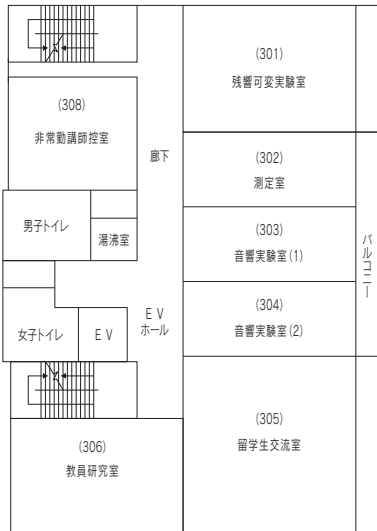 (301)
残響可変実験室
(308)
非常勤講師控室
廊下
(302)
測定室
男子トイレ
湯沸室
(303)
音響実験室(1)
バルコニー
(304)
音響実験室(2)
EV
ホール
女子トイレ
EV
(305)
留学生交流室
(306)
教員研究室